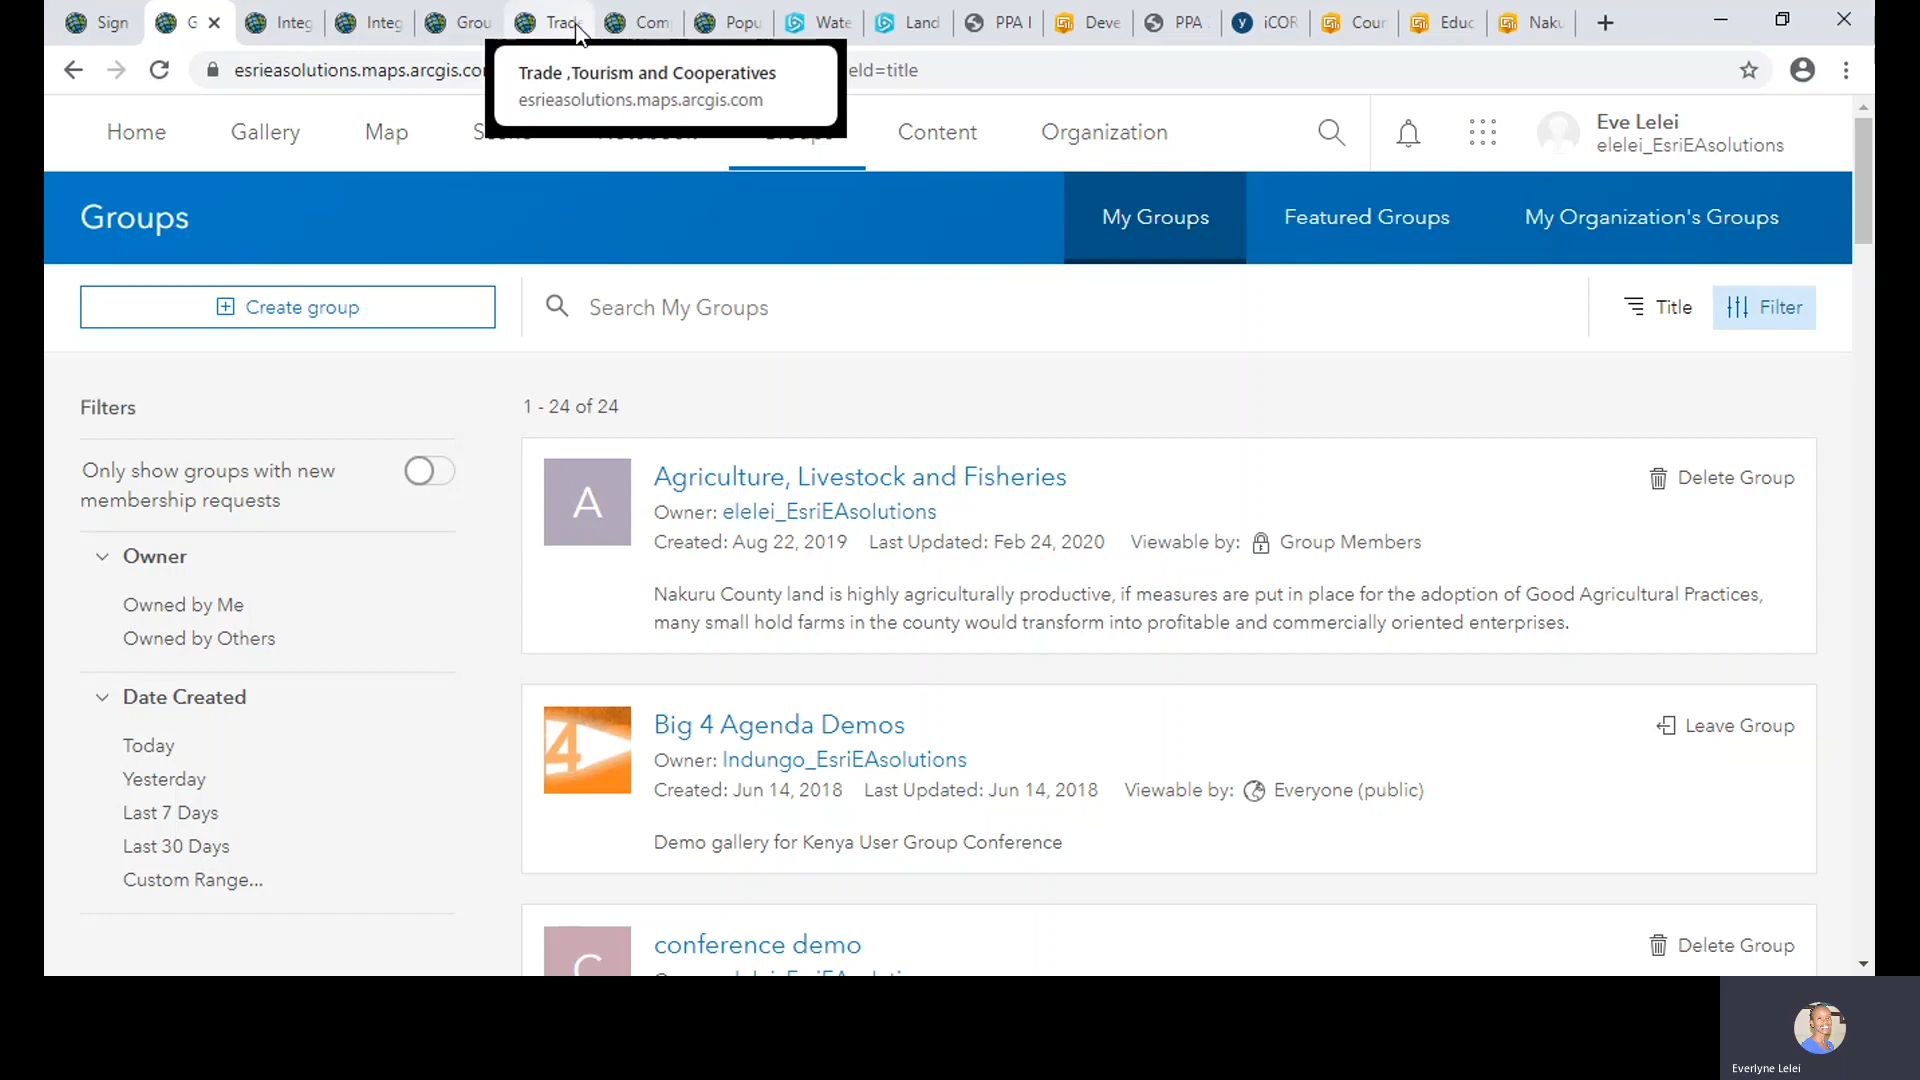 Sign
G
Integ
Integ
Grou
Trad
Com
Popu
Wate
Land
PPA I
Deve
PPA
iCOR
Coun
Educ
Naku
esrieasolutions.maps.arcgis.co
eld=title
Trade ,Tourism and Cooperatives
esrieasolutions.maps.arcgis.com
Home
Gallery
Map
Scene
Notebook
Groups
Content
Organization
Eve Lelei
elelei_EsriEAsolutions
Groups
My Groups
Featured Groups
My Organization's Groups
Create group
Search My Groups
Title
Filter
Filters
Only show groups with new
membership requests
Owner
Owned by Me
Owned by Others
Date Created
Today
Yesterday
Last 7 Days
Last 30 Days
Custom Range...
1 - 24 of 24
A
Agriculture, Livestock and Fisheries
Delete Group
Owner: elelei_EsriEAsolutions
Created: Aug 22, 2019 Last Updated: Feb 24, 2020 Viewable by: Group Members
Nakuru County land is highly agriculturally productive, if measures are put in place for the adoption of Good Agricultural Practices,
many small hold farms in the county would transform into profitable and commercially oriented enterprises.
4
Big 4 Agenda Demos
Leave Group
Owner: Indungo_EsriEAsolutions
Created: Jun 14, 2018 Last Updated: Jun 14, 2018 Viewable by: Everyone (public)
Demo gallery for Kenya User Group Conference
C
conference demo
Delete Group
Everlyne Lelei